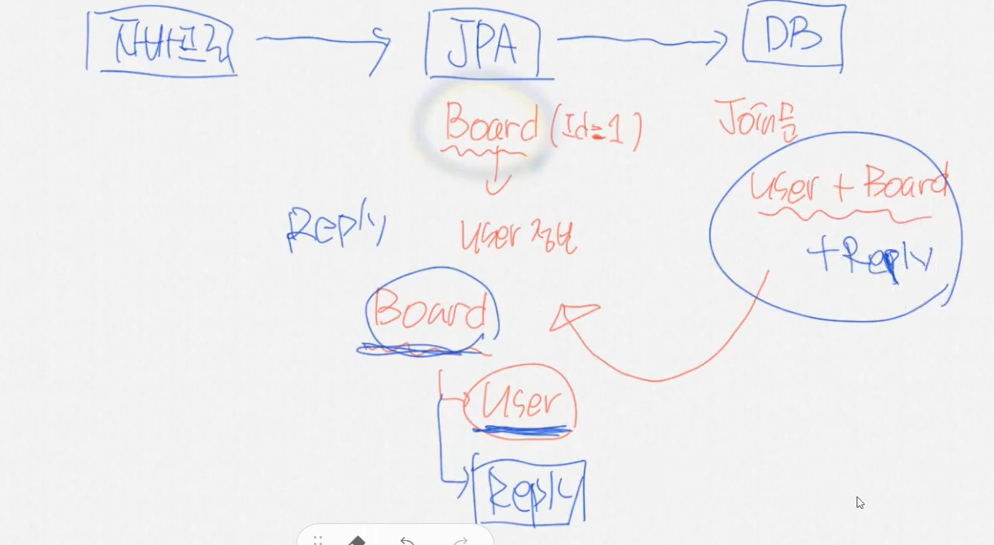 자바프로그 JPA DB
Board (Id=1) Join문
User + Board
Reply User 정보 + Reply
Board
User
Reply